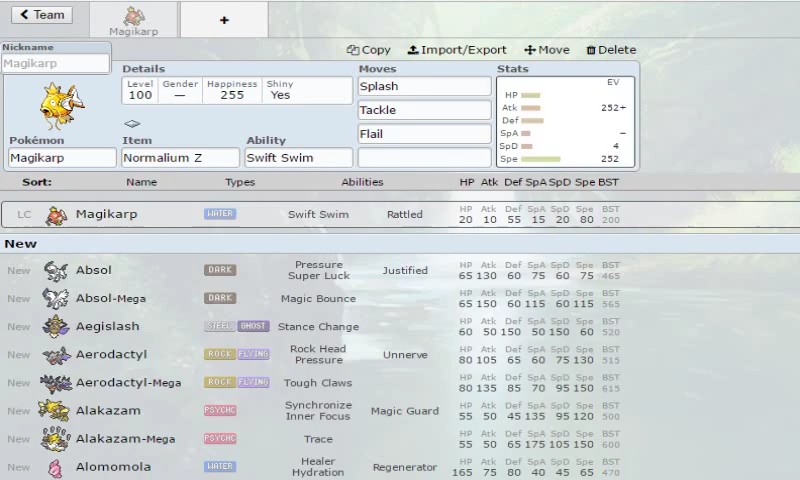 Team
Magikarp
+
Nickname
Magikarp
Copy Import/Export Move Delete
Details
Level Gender Happiness Shiny
100 — 255 Yes
Pokémon Item Ability
Magikarp Normalium Z Swift Swim
Moves
Splash
Tackle
Flail
Stats
EV
HP
Atk 252+
Def
SpA –
SpD 4
Spe 252
Sort: Name Types Abilities HP Atk Def SpA SpD Spe BST
LC Magikarp WATER Swift Swim Rattled HP Atk Def SpA SpD Spe BST
20 10 55 15 20 80 200
New
New Absol DARK Pressure Super Luck Justified HP Atk Def SpA SpD Spe BST
65 130 60 75 60 75 465
New Absol-Mega DARK Magic Bounce HP Atk Def SpA SpD Spe BST
65 150 60 115 60 115 565
New Aegislash STEEL GHOST Stance Change HP Atk Def SpA SpD Spe BST
60 50 150 50 150 60 520
New Aerodactyl ROCK FLYING Rock Head Pressure Unnerve HP Atk Def SpA SpD Spe BST
80 105 65 60 75 130 515
New Aerodactyl-Mega ROCK FLYING Tough Claws HP Atk Def SpA SpD Spe BST
80 135 85 70 95 150 615
New Alakazam PSYCHC Synchronize Inner Focus Magic Guard HP Atk Def SpA SpD Spe BST
55 50 45 135 95 120 500
New Alakazam-Mega PSYCHC Trace HP Atk Def SpA SpD Spe BST
55 50 65 175 105 150 600
New Alomomola WATER Healer Hydration Regenerator HP Atk Def SpA SpD Spe BST
165 75 80 40 45 65 470